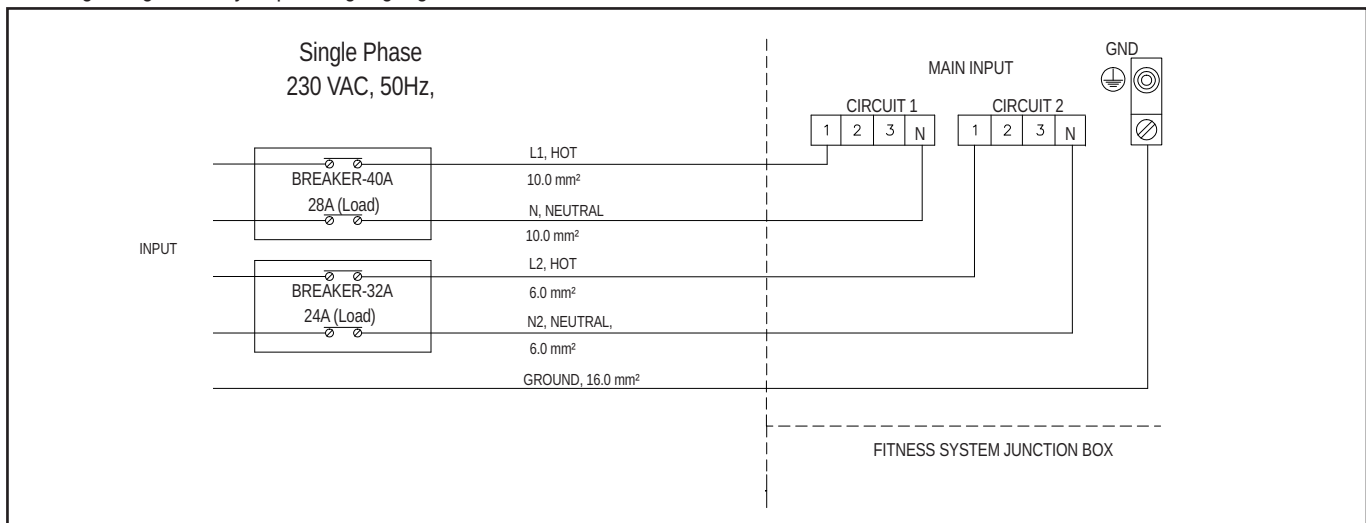 Single Phase
230 VAC, 50Hz,
MAIN INPUT
GND
CIRCUIT 1
CIRCUIT 2
1 2 3 N
1 2 3 N
INPUT
BREAKER-40A
28A (Load)
L1, HOT
10.0 mm²
N, NEUTRAL
10.0 mm²
BREAKER-32A
24A (Load)
L2, HOT
6.0 mm²
N2, NEUTRAL,
6.0 mm²
GROUND, 16.0 mm²
FITNESS SYSTEM JUNCTION BOX